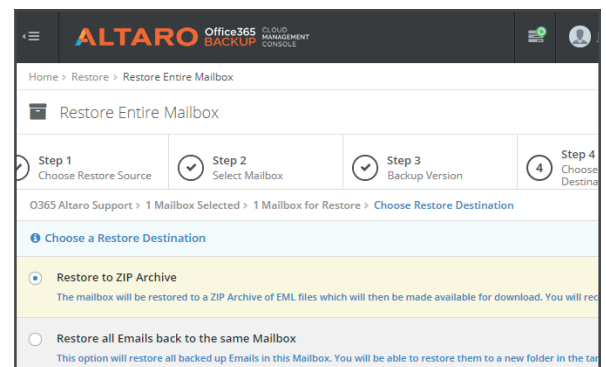 ALTARO Office365 BACKUP CLOUD MANAGEMENT CONSOLE
Home > Restore > Restore Entire Mailbox
Restore Entire Mailbox
Step 1
Choose Restore Source
Step 2
Select Mailbox
Step 3
Backup Version
4
Step 4
Choose
O365 Altaro Support > 1 Mailbox Selected > 1 Mailbox for Restore > Choose Restore Destination
Choose a Restore Destination
Restore to ZIP Archive
The mailbox will be restored to a ZIP Archive of EML files which will then be made available for download. You will
Restore all Emails back to the same Mailbox
This option will restore all backed up Emails in this Mailbox. You will be able to restore them to a new folder in the